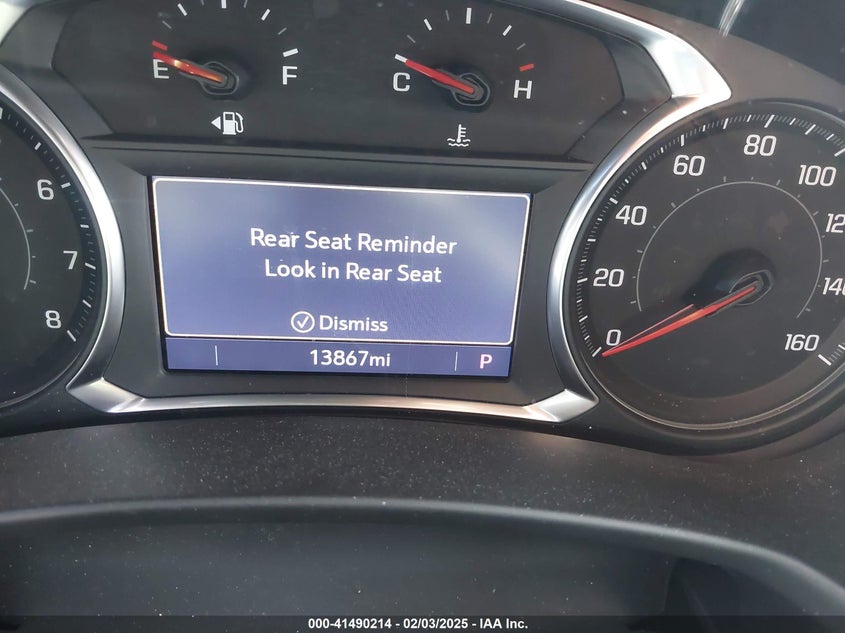 E F
C H
6
7
8
Rear Seat Reminder
Look in Rear Seat
Dismiss
13867mi P
0
20
40
60
80
100
160
000-41490214 - 02/03/2025 - IAA Inc.